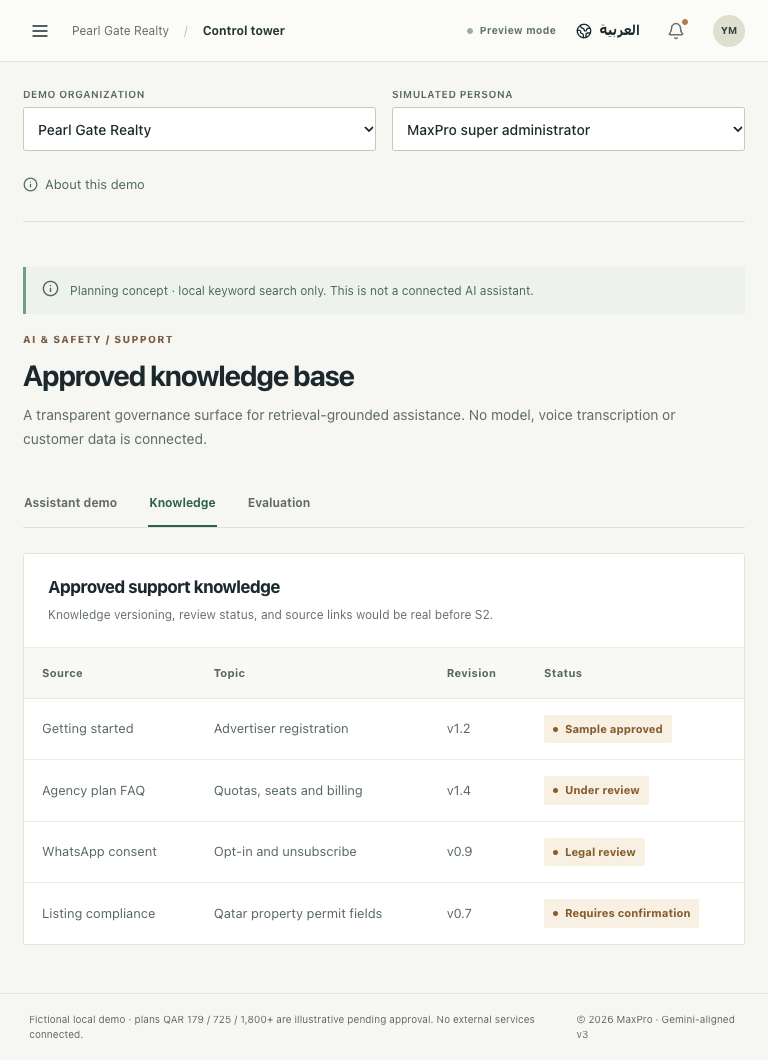 Pearl Gate Realty / Control tower
Preview mode
العربية
YM
DEMO ORGANIZATION
Pearl Gate Realty
SIMULATED PERSONA
MaxPro super administrator
About this demo
Planning concept · local keyword search only. This is not a connected AI assistant.
AI & SAFETY / SUPPORT
Approved knowledge base
A transparent governance surface for retrieval-grounded assistance. No model, voice transcription or
customer data is connected.
Assistant demo Knowledge Evaluation
Approved support knowledge
Knowledge versioning, review status, and source links would be real before S2.
Source Topic Revision Status
Getting started Advertiser registration v1.2 Sample approved
Agency plan FAQ Quotas, seats and billing v1.4 Under review
WhatsApp consent Opt-in and unsubscribe v0.9 Legal review
Listing compliance Qatar property permit fields v0.7 Requires confirmation
Fictional local demo · plans QAR 179 / 725 / 1,800+ are illustrative pending approval. No external services
connected.
© 2026 MaxPro · Gemini-aligned
v3